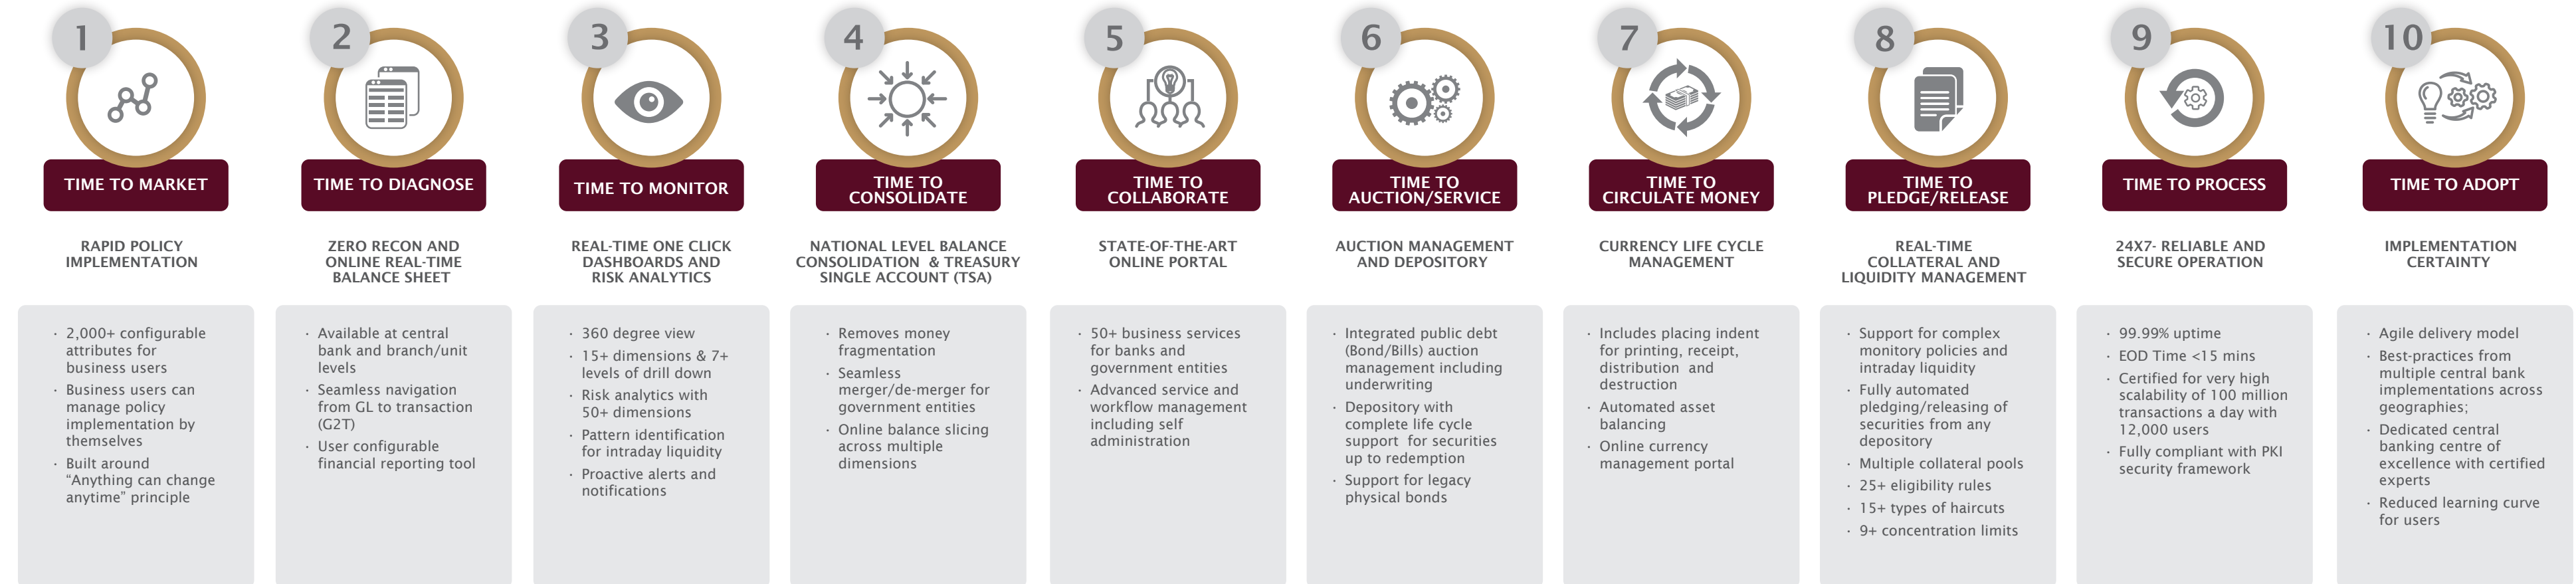 1
TIME TO MARKET
RAPID POLICY
IMPLEMENTATION
· 2,000+ configurable
attributes for
business users
· Business users can
manage policy
implementation by
themselves
· Built around
“Anything can change
anytime” principle
2
TIME TO DIAGNOSE
ZERO RECON AND
ONLINE REAL-TIME
BALANCE SHEET
· Available at central
bank and branch/unit
levels
· Seamless navigation
from GL to transaction
(G2T)
· User configurable
financial reporting tool
3
TIME TO MONITOR
REAL-TIME ONE CLICK
DASHBOARDS AND
RISK ANALYTICS
· 360 degree view
· 15+ dimensions & 7+
levels of drill down
· Risk analytics with
50+ dimensions
· Pattern identification
for intraday liquidity
· Proactive alerts and
notifications
4
TIME TO
CONSOLIDATE
NATIONAL LEVEL BALANCE
CONSOLIDATION & TREASURY
SINGLE ACCOUNT (TSA)
· Removes money
fragmentation
· Seamless
merger/de-merger for
government entities
· Online balance slicing
across multiple
dimensions
5
TIME TO
COLLABORATE
STATE-OF-THE-ART
ONLINE PORTAL
· 50+ business services
for banks and
government entities
· Advanced service and
workflow management
including self
administration
6
TIME TO
AUCTION/SERVICE
AUCTION MANAGEMENT
AND DEPOSITORY
· Integrated public debt
(Bond/Bills) auction
management including
underwriting
· Depository with
complete life cycle
support for securities
up to redemption
· Support for legacy
physical bonds
7
TIME TO
CIRCULATE MONEY
CURRENCY LIFE CYCLE
MANAGEMENT
· Includes placing indent
for printing, receipt,
distribution and
destruction
· Automated asset
balancing
· Online currency
management portal
8
TIME TO
PLEDGE/RELEASE
REAL-TIME
COLLATERAL AND
LIQUIDITY MANAGEMENT
· Support for complex
monitory policies and
intraday liquidity
· Fully automated
pledging/releasing of
securities from any
depository
· Multiple collateral pools
· 25+ eligibility rules
· 15+ types of haircuts
· 9+ concentration limits
9
TIME TO PROCESS
24X7- RELIABLE AND
SECURE OPERATION
· 99.99% uptime
· EOD Time <15 mins
· Certified for very high
scalability of 100 million
transactions a day with
12,000 users
· Fully compliant with PKI
security framework
10
TIME TO ADOPT
IMPLEMENTATION
CERTAINTY
· Agile delivery model
· Best-practices from
multiple central bank
implementations across
geographies;
· Dedicated central
banking centre of
excellence with certified
experts
· Reduced learning curve
for users